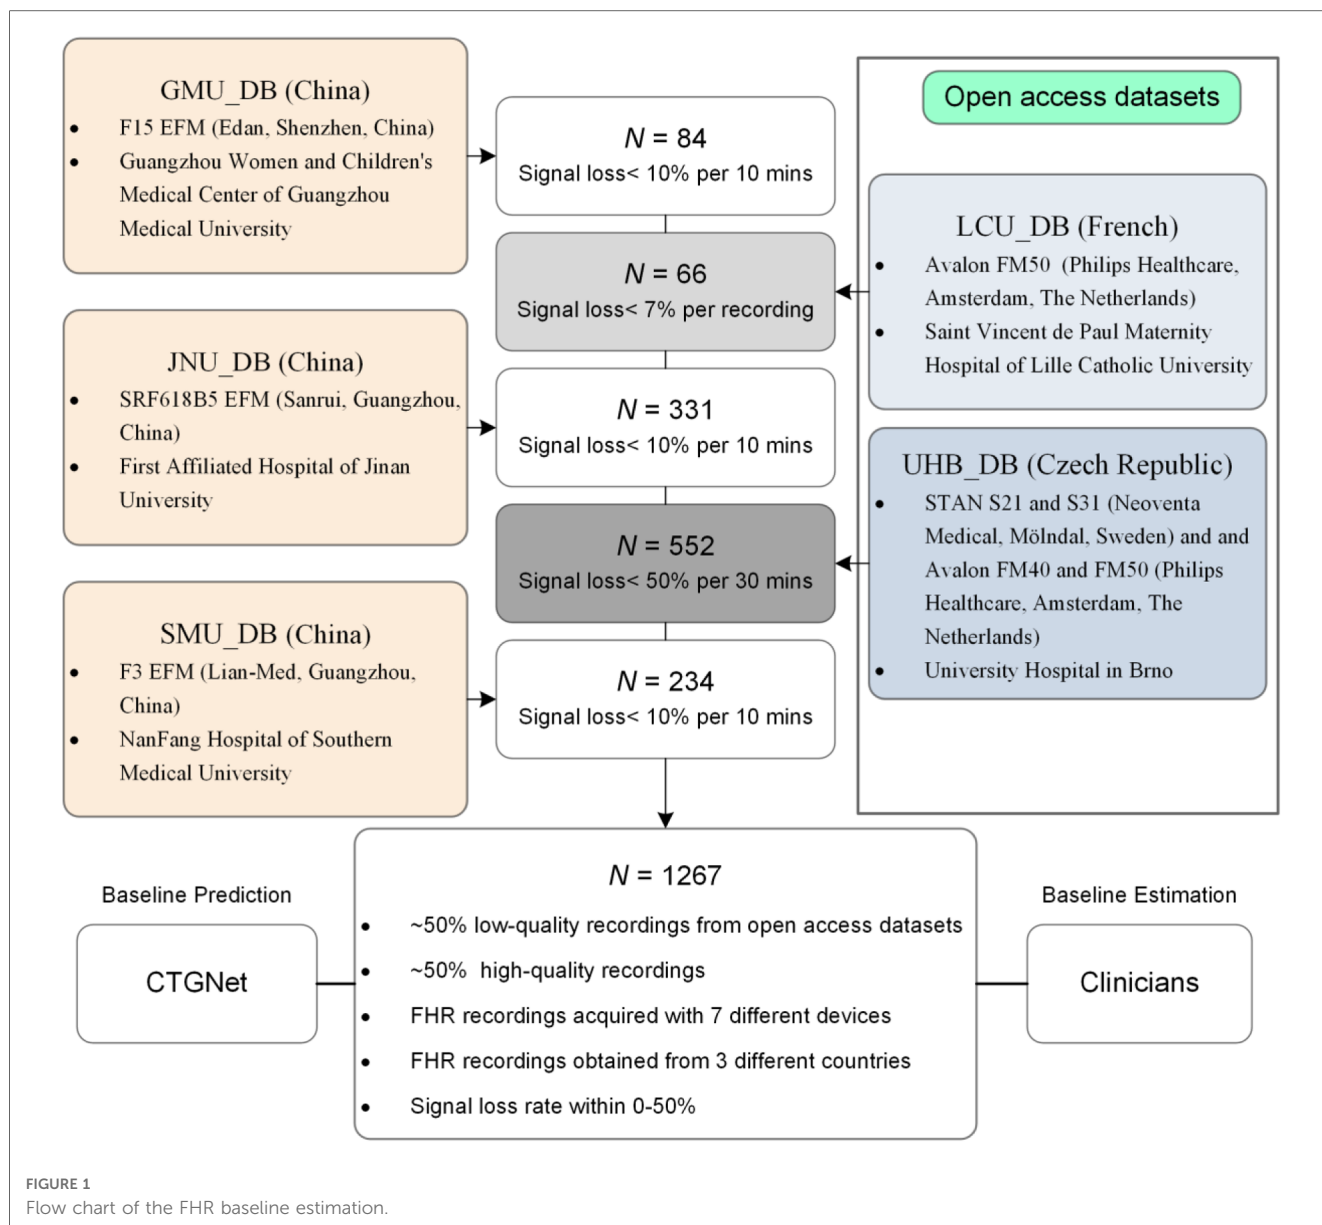 GMU_DB (China)
• F15 EFM (Edan, Shenzhen, China)
• Guangzhou Women and Children's
Medical Center of Guangzhou
Medical University
JNU_DB (China)
• SRF618B5 EFM (Sanrui, Guangzhou,
China)
• First Affiliated Hospital of Jinan
University
SMU_DB (China)
• F3 EFM (Lian-Med, Guangzhou,
China)
• NanFang Hospital of Southern
Medical University
N = 84
Signal loss< 10% per 10 mins
N = 66
Signal loss< 7% per recording
N = 331
Signal loss< 10% per 10 mins
N = 552
Signal loss< 50% per 30 mins
N = 234
Signal loss< 10% per 10 mins
Open access datasets
LCU_DB (French)
• Avalon FM50 (Philips Healthcare,
Amsterdam, The Netherlands)
• Saint Vincent de Paul Maternity
Hospital of Lille Catholic University
UHB_DB (Czech Republic)
• STAN S21 and S31 (Neoventa
Medical, Mölndal, Sweden) and and
Avalon FM40 and FM50 (Philips
Healthcare, Amsterdam, The
Netherlands)
• University Hospital in Brno
Baseline Prediction
CTGNet
N = 1267
• ~50% low-quality recordings from open access datasets
• ~50% high-quality recordings
• FHR recordings acquired with 7 different devices
• FHR recordings obtained from 3 different countries
• Signal loss rate within 0-50%
Baseline Estimation
Clinicians
FIGURE 1
Flow chart of the FHR baseline estimation.